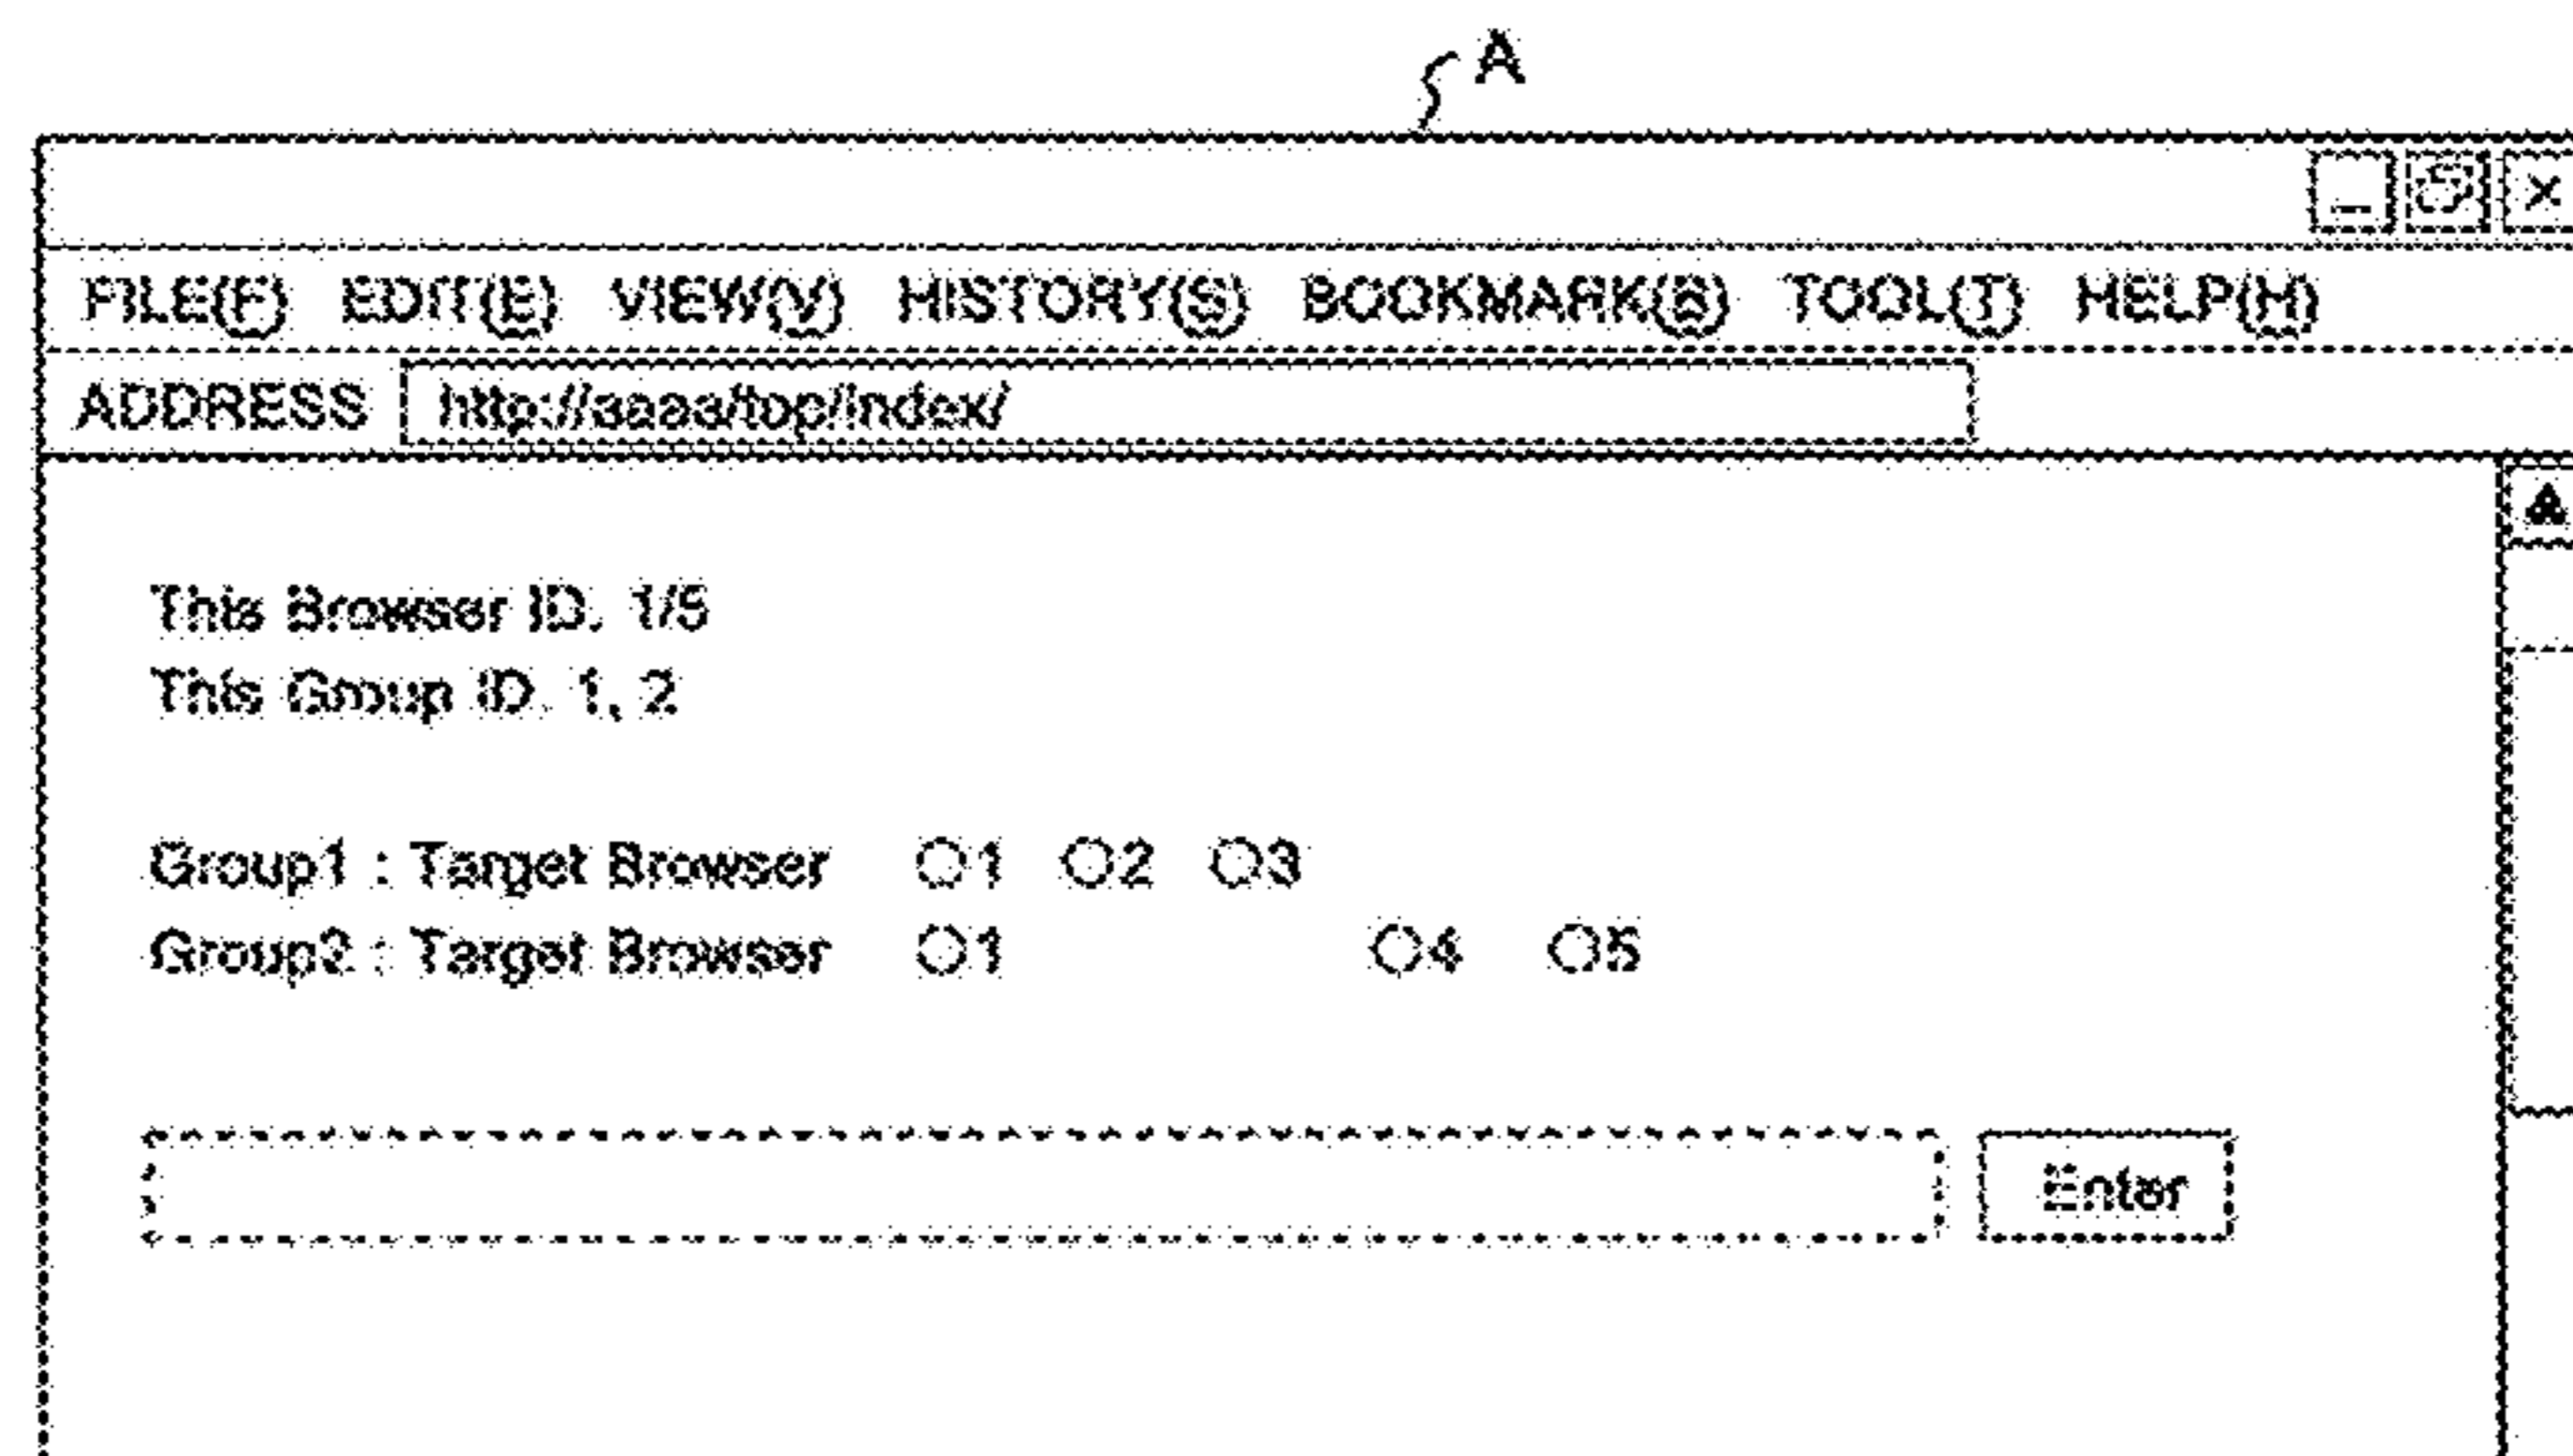 A
FILE(F) EDIT(E) VIEW(V) HISTORY(S) BOOKMARK(B) TOOL(T) HELP(H)
ADDRESS http://aaaa/top/index/
This Browser ID. 1/5
This Group ID. 1, 2
Group1 : Target Browser ○1 ○2 ○3
Group2 : Target Browser ○1 ○4 ○5
Enter